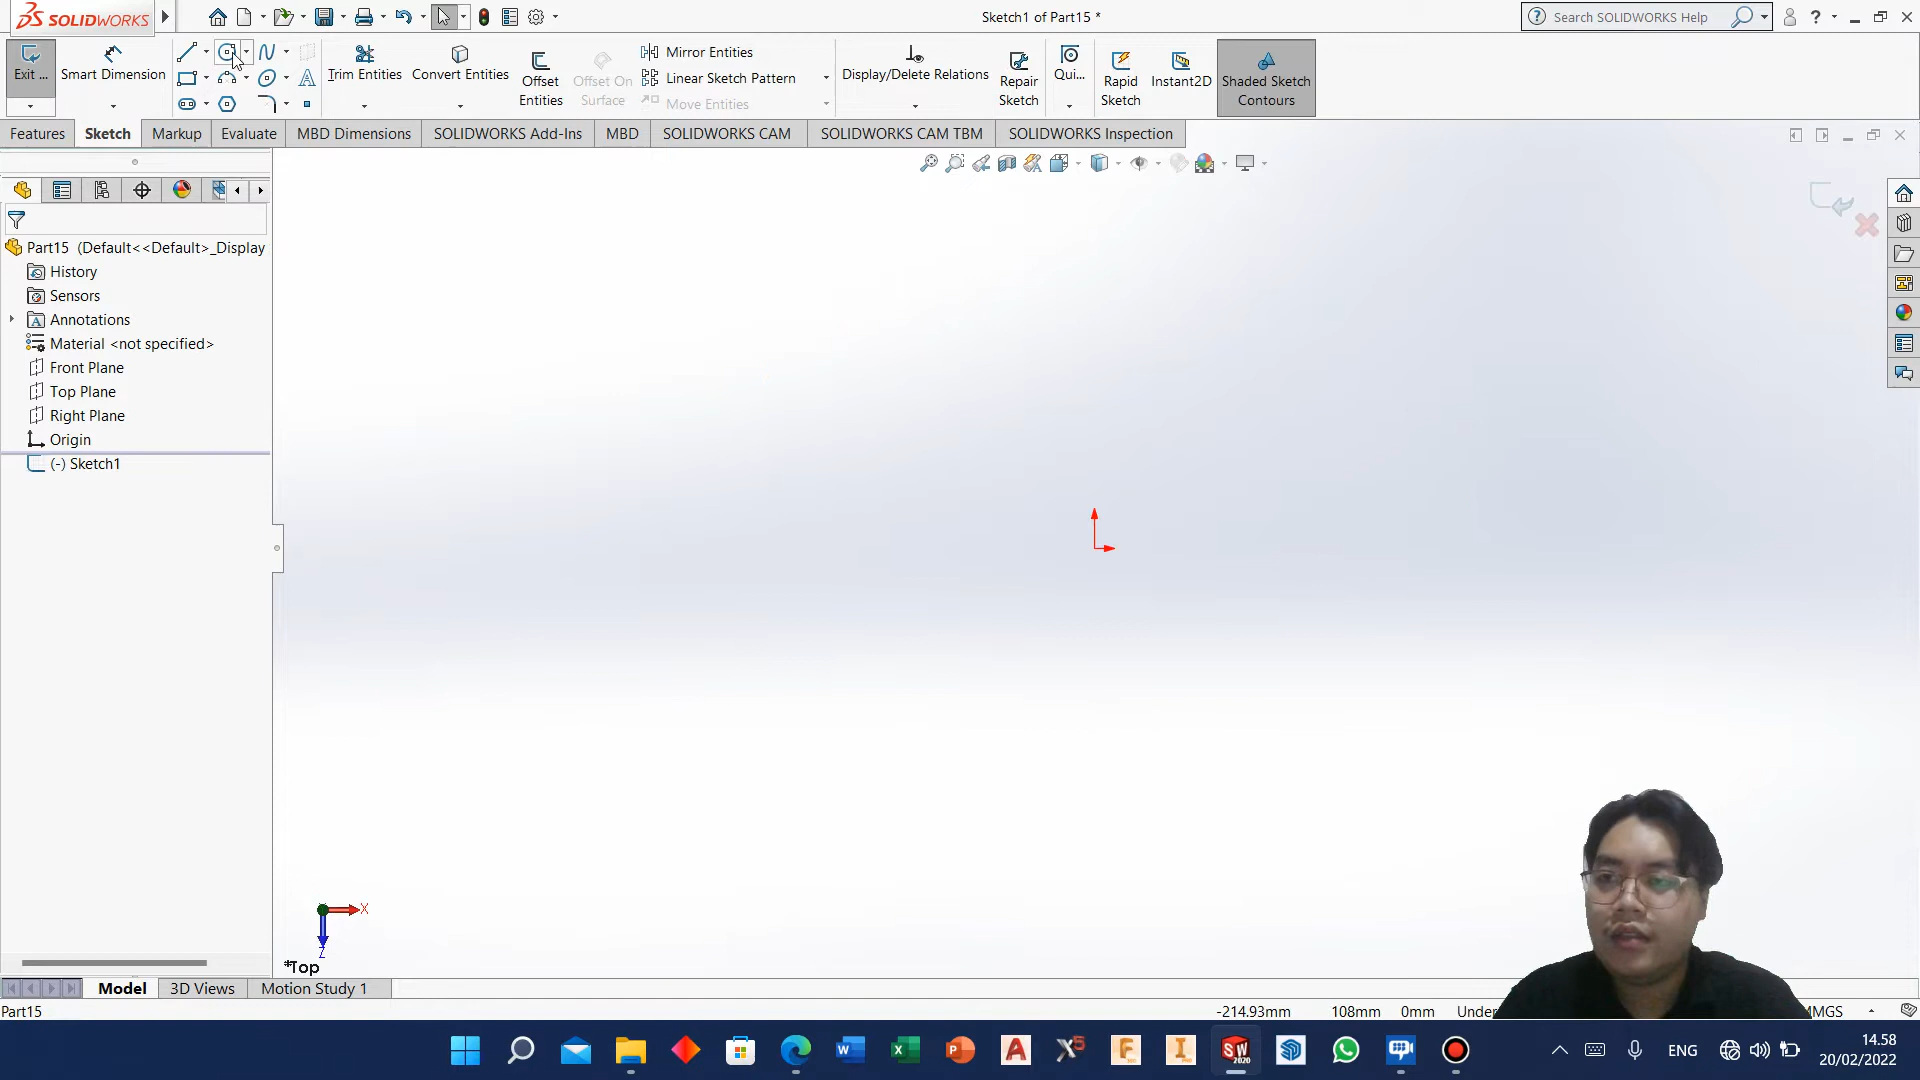 SOLIDWORKS
Sketch1 of Part15 *
Search SOLIDWORKS Help
Exit ...
Smart Dimension
Trim Entities
Convert Entities
Offset Entities
Offset On Surface
Mirror Entities
Linear Sketch Pattern
Move Entities
Display/Delete Relations
Repair Sketch
Qui...
Rapid Sketch
Instant2D
Shaded Sketch Contours
Features
Sketch
Markup
Evaluate
MBD Dimensions
SOLIDWORKS Add-Ins
MBD
SOLIDWORKS CAM
SOLIDWORKS CAM TBM
SOLIDWORKS Inspection
Part15 (Default<<Default>_Display
History
Sensors
Annotations
Material <not specified>
Front Plane
Top Plane
Right Plane
Origin
(-) Sketch1
X
Z
*Top
Model
3D Views
Motion Study 1
Part15
-214.93mm
108mm
0mm
Under
MMGS
ENG
14.58
20/02/2022